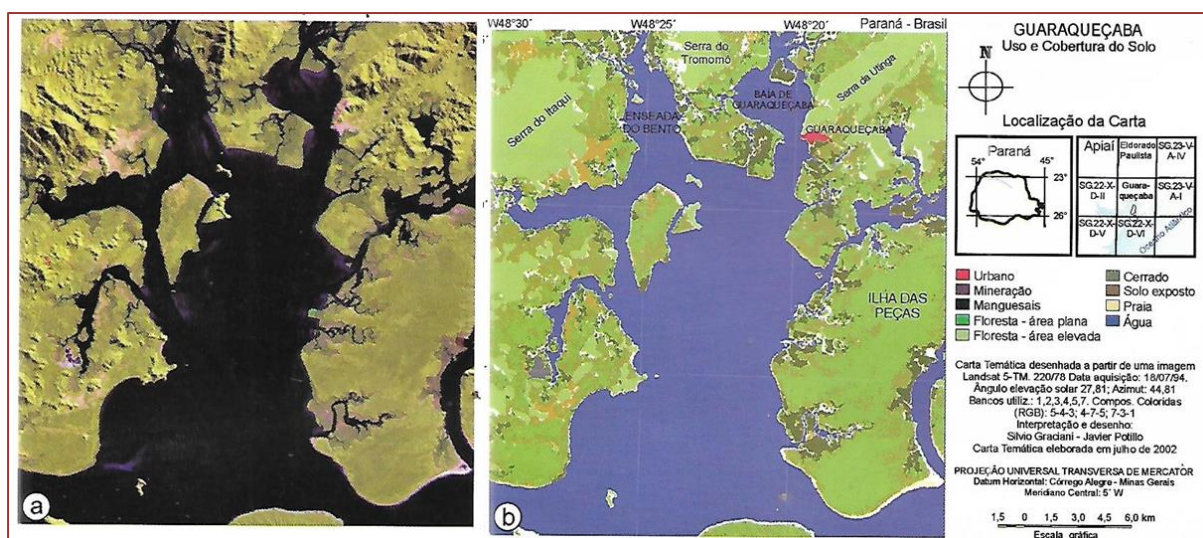 W48°30´ W48°25´ W48°20´ Paraná - Brasil
Serra do
Tromomó
Serra do Itaqui
ENSEADA
DO BENTO
BAÍA DE
GUARAQUEÇABA
Serra da Utinga
GUARAQUEÇABA
ILHA DAS
PEÇAS
a
b
GUARAQUEÇABA
Uso e Cobertura do Solo
N
Localização da Carta
Paraná
54° 45°
23°
26°
Apiaí Eldorado Paulista SG.23-V-A-IV
SG.22-X-D-II Guaraqueçaba SG.23-V-A-I
SG.22-X-D-V SG.22-X-D-VI Oceano Atlântico
Urbano
Mineração
Manguesais
Floresta - área plana
Floresta - área elevada
Cerrado
Solo exposto
Praia
Água
Carta Temática desenhada a partir de uma imagem
Landsat 5-TM. 220/78 Data aquisição: 18/07/94.
Ângulo elevação solar 27,81; Azimut: 44,81
Bancos utiliz.: 1,2,3,4,5,7. Compos. Coloridas
(RGB): 5-4-3; 4-7-5; 7-3-1
Interpretação e desenho:
Silvio Graciani - Javier Potillo
Carta Temática eleborada em julho de 2002
PROJEÇÃO UNIVERSAL TRANSVERSA DE MERCATOR
Datum Horizontal: Córrego Alegre - Minas Gerais
Meridiano Central: 5´ W
1,5 0 1,5 3,0 4,5 6,0 km
Escala gráfica